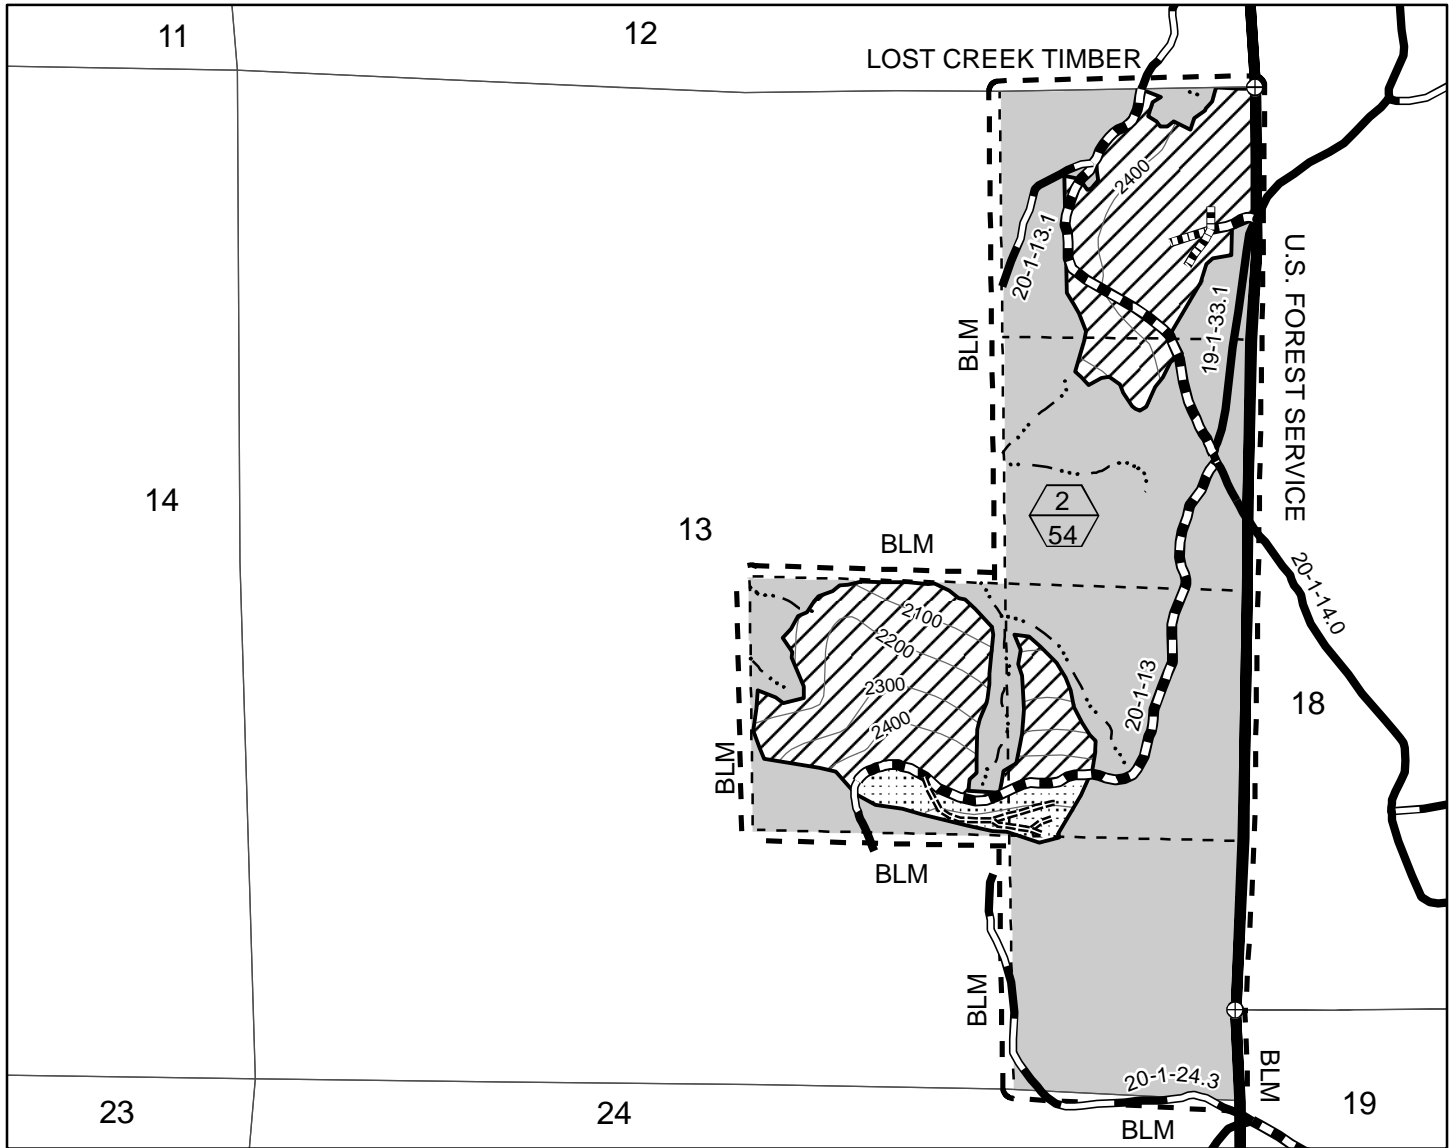 11
12
LOST CREEK TIMBER
2400
20-1-13.1
19-1-33.1
U.S. FOREST SERVICE
BLM
14
13
2
54
BLM
20-1-14.0
2100
2200
2300
2400
20-1-13
18
BLM
BLM
BLM
BLM
20-1-24.3
19
23
24
BLM